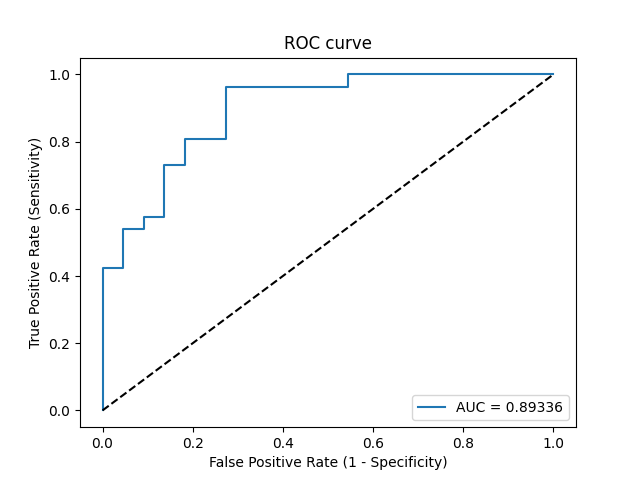 ROC curve
True Positive Rate (Sensitivity)
1.0
0.8
0.6
0.4
0.2
0.0
AUC = 0.89336
0.0 0.2 0.4 0.6 0.8 1.0
False Positive Rate (1 - Specificity)